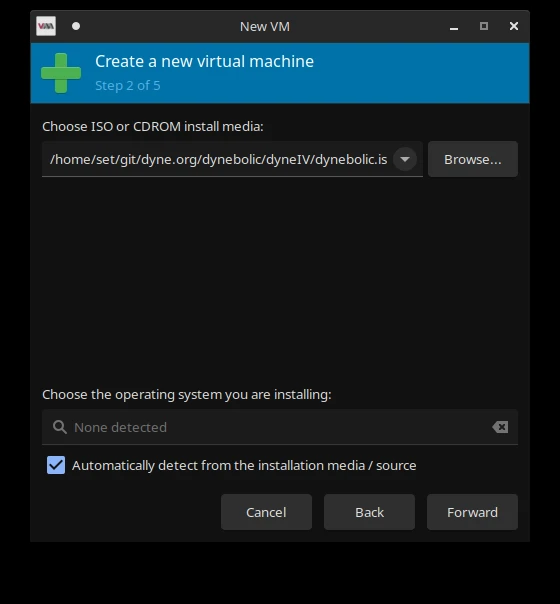 New VM
Create a new virtual machine
Step 2 of 5
Choose ISO or CDROM install media:
/home/set/git/dyne.org/dynebolic/dyneIV/dynebolic.is
Browse...
Choose the operating system you are installing:
None detected
Automatically detect from the installation media / source
Cancel Back Forward